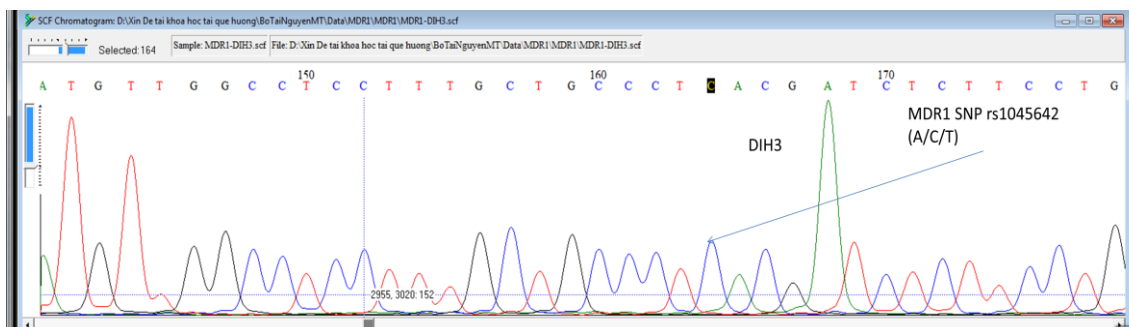 SCF Chromatogram: D:\Xin De tai khoa hoc tai que huong\BoTaiNguyenMT\Data\MDR1\MDR1\MDR1-DIH3.scf
Selected: 164 Sample: MDR1-DIH3.scf File: D:\Xin De tai khoa hoc tai que huong\BoTaiNguyenMT\Data\MDR1\MDR1\MDR1-DIH3.scf
150 160 170
A T G T T G G C C T C C T T T G C T G C C C T C A C G A T C T C T T C C T G
MDR1 SNP rs1045642
(A/C/T)
DIH3
2955, 3020: 152